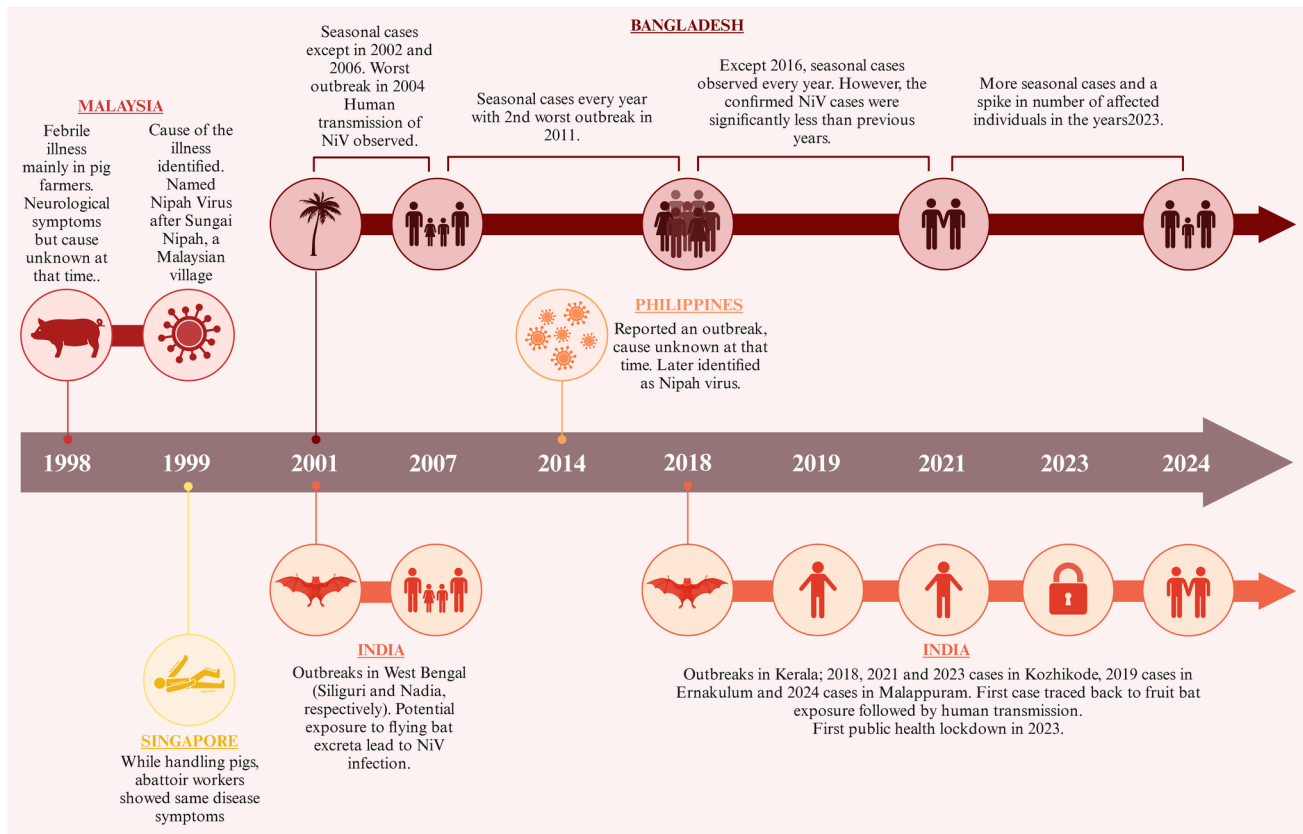 BANGLADESH
Seasonal cases
except in 2002 and
2006. Worst
outbreak in 2004
Human
transmission of
NiV observed.
Seasonal cases every year
with 2nd worst outbreak in
2011.
Except 2016, seasonal cases
observed every year. However, the
confirmed NiV cases were
significantly less than previous
years.
More seasonal cases and a
spike in number of affected
individuals in the years2023.
MALAYSIA
Febrile
illness
mainly in pig
farmers.
Neurological
symptoms
but cause
unknown at
that time..
Cause of the
illness
identified.
Named
Nipah Virus
after Sungai
Nipah, a
Malaysian
village
PHILIPPINES
Reported an outbreak,
cause unknown at that
time. Later identified
as Nipah virus.
1998 1999 2001 2007 2014 2018 2019 2021 2023 2024
SINGAPORE
While handling pigs,
abattoir workers
showed same disease
symptoms
INDIA
Outbreaks in West Bengal
(Siliguri and Nadia,
respectively). Potential
exposure to flying bat
excreta lead to NiV
infection.
INDIA
Outbreaks in Kerala; 2018, 2021 and 2023 cases in Kozhikode, 2019 cases in
Ernakulum and 2024 cases in Malappuram. First case traced back to fruit bat
exposure followed by human transmission.
First public health lockdown in 2023.